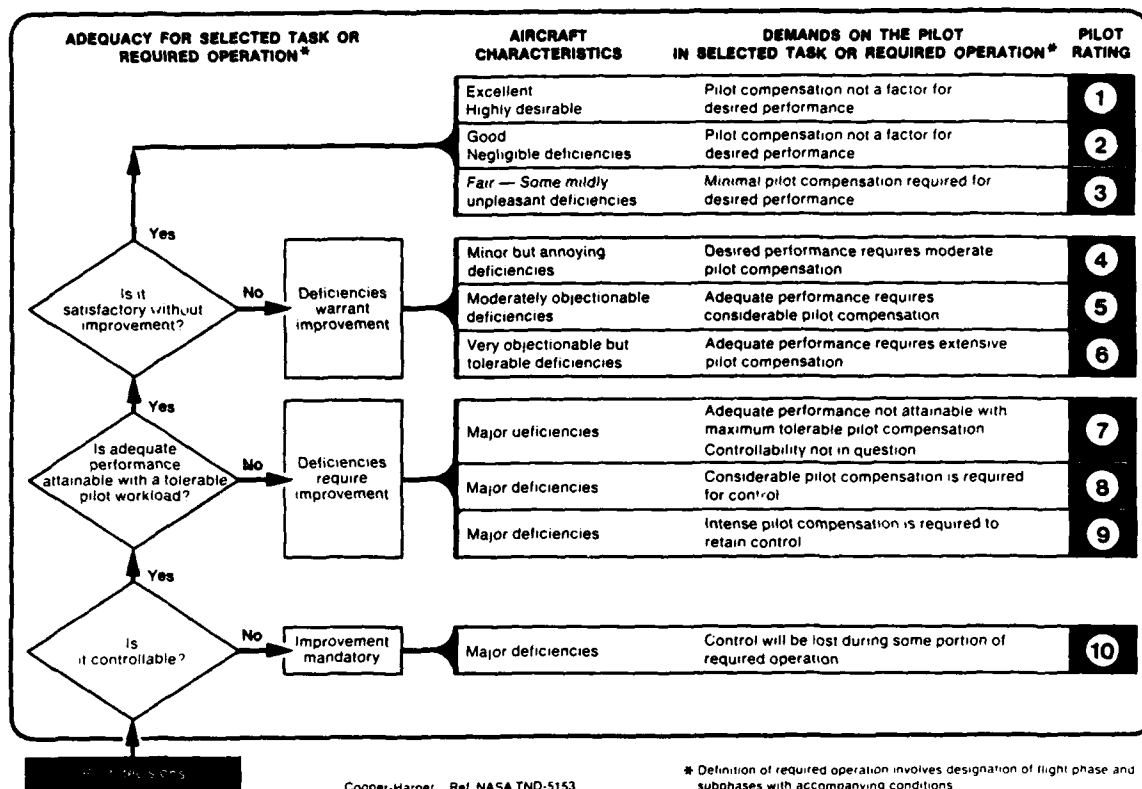 ADEQUACY FOR SELECTED TASK OR
REQUIRED OPERATION*
AIRCRAFT
CHARACTERISTICS
DEMANDS ON THE PILOT
IN SELECTED TASK OR REQUIRED OPERATION*
PILOT
RATING
Excellent
Highly desirable
Pilot compensation not a factor for
desired performance
1
Good
Negligible deficiencies
Pilot compensation not a factor for
desired performance
2
Fair — Some mildly
unpleasant deficiencies
Minimal pilot compensation required for
desired performance
3
Yes
Is it
satisfactory without
improvement?
No
Deficiencies
warrant
improvement
Minor but annoying
deficiencies
Desired performance requires moderate
pilot compensation
4
Moderately objectionable
deficiencies
Adequate performance requires
considerable pilot compensation
5
Very objectionable but
tolerable deficiencies
Adequate performance requires extensive
pilot compensation
6
Yes
Is adequate
performance
attainable with a tolerable
pilot workload?
No
Deficiencies
require
improvement
Major deficiencies
Adequate performance not attainable with
maximum tolerable pilot compensation
Controllability not in question
7
Major deficiencies
Considerable pilot compensation is required
for control
8
Major deficiencies
Intense pilot compensation is required to
retain control
9
Yes
Is
it controllable?
No
Improvement
mandatory
Major deficiencies
Control will be lost during some portion of
required operation
10
Cooper-Harper Ref. NASA TND-5153
* Definition of required operation involves designation of flight phase and
subphases with accompanying conditions